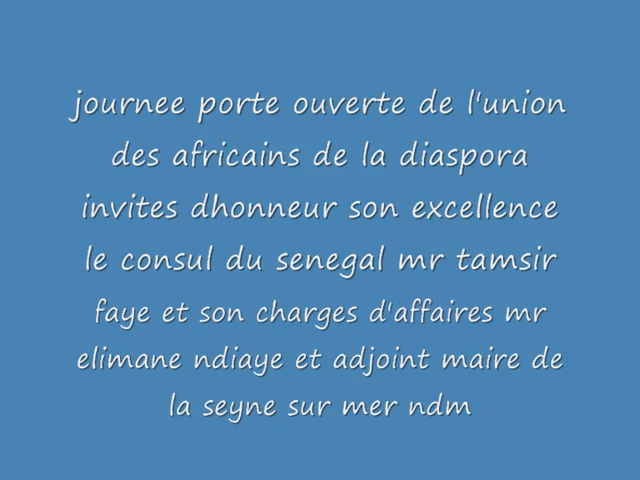 journee porte ouverte de l'union
des africains de la diaspora
invites dhonneur son excellence
le consul du senegal mr tamsir
faye et son charges d'affaires mr
elimane ndiaye et adjoint maire de
la seyne sur mer ndm